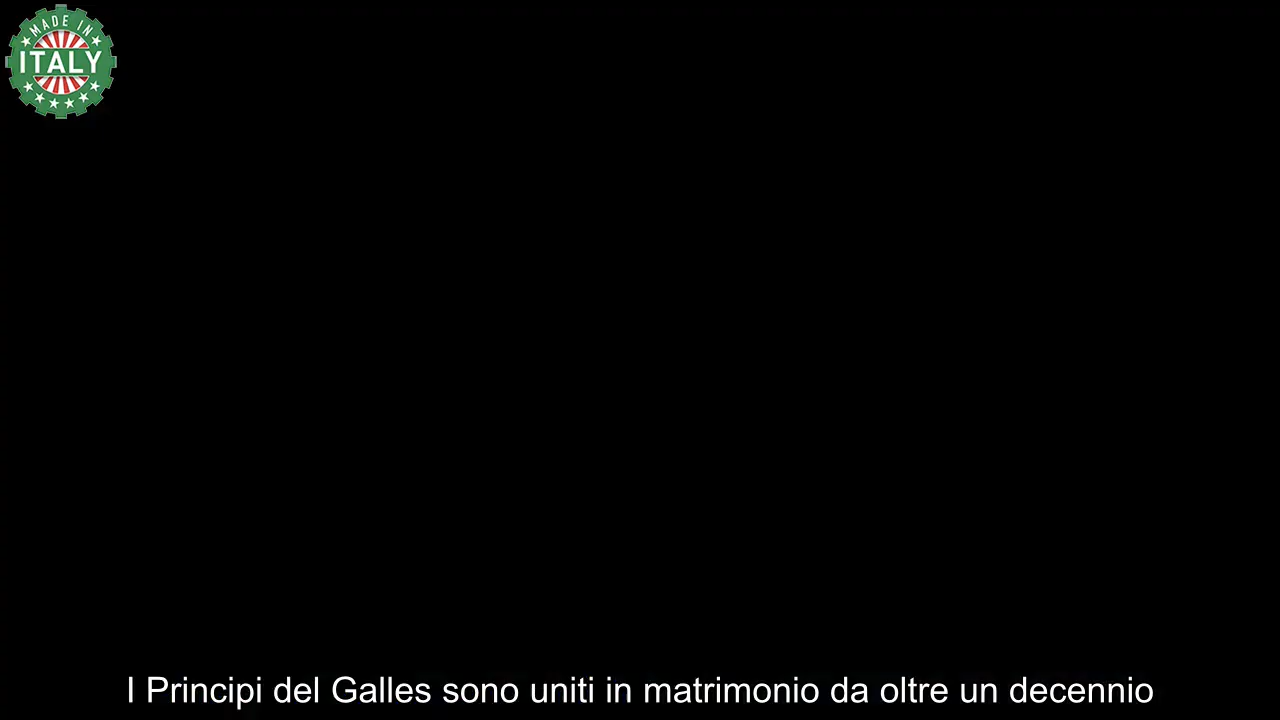 MADE IN
ITALY
I Principi del Galles sono uniti in matrimonio da oltre un decennio